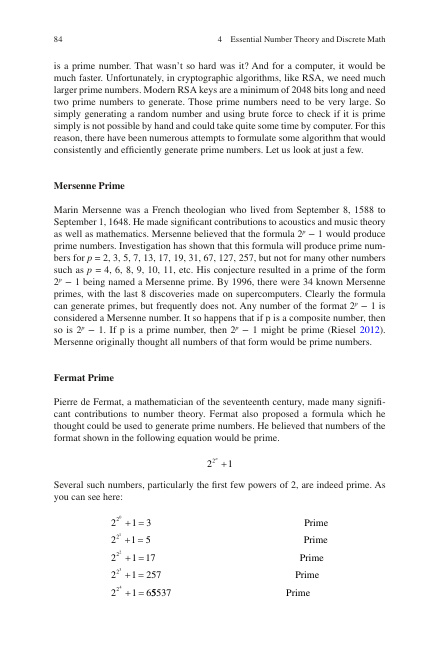 84 4 Essential Number Theory and Discrete Math
is a prime number. That wasn't so hard was it? And for a computer, it would be
much faster. Unfortunately, in cryptographic algorithms, like RSA, we need much
larger prime numbers. Modern RSA keys are a minimum of 2048 bits long and need
two prime numbers to generate. Those prime numbers need to be very large. So
simply generating a random number and using brute force to check if it is prime
simply is not possible by hand and could take quite some time by computer. For this
reason, there have been numerous attempts to formulate some algorithm that would
consistently and efficiently generate prime numbers. Let us look at just a few.
Mersenne Prime
Marin Mersenne was a French theologian who lived from September 8, 1588 to
September 1, 1648. He made significant contributions to acoustics and music theory
as well as mathematics. Mersenne believed that the formula 2ᵖ − 1 would produce
prime numbers. Investigation has shown that this formula will produce prime num-
bers for p = 2, 3, 5, 7, 13, 17, 19, 31, 67, 127, 257, but not for many other numbers
such as p = 4, 6, 8, 9, 10, 11, etc. His conjecture resulted in a prime of the form
2ᵖ − 1 being named a Mersenne prime. By 1996, there were 34 known Mersenne
primes, with the last 8 discoveries made on supercomputers. Clearly the formula
can generate primes, but frequently does not. Any number of the format 2ᵖ − 1 is
considered a Mersenne number. It so happens that if p is a composite number, then
so is 2ᵖ − 1. If p is a prime number, then 2ᵖ − 1 might be prime (Riesel 2012).
Mersenne originally thought all numbers of that form would be prime numbers.
Fermat Prime
Pierre de Fermat, a mathematician of the seventeenth century, made many signifi-
cant contributions to number theory. Fermat also proposed a formula which he
thought could be used to generate prime numbers. He believed that numbers of the
format shown in the following equation would be prime.
2^2^n + 1
Several such numbers, particularly the first few powers of 2, are indeed prime. As
you can see here:
2^2^0 + 1 = 3 Prime
2^2^1 + 1 = 5 Prime
2^2^2 + 1 = 17 Prime
2^2^3 + 1 = 257 Prime
2^2^4 + 1 = 65537 Prime